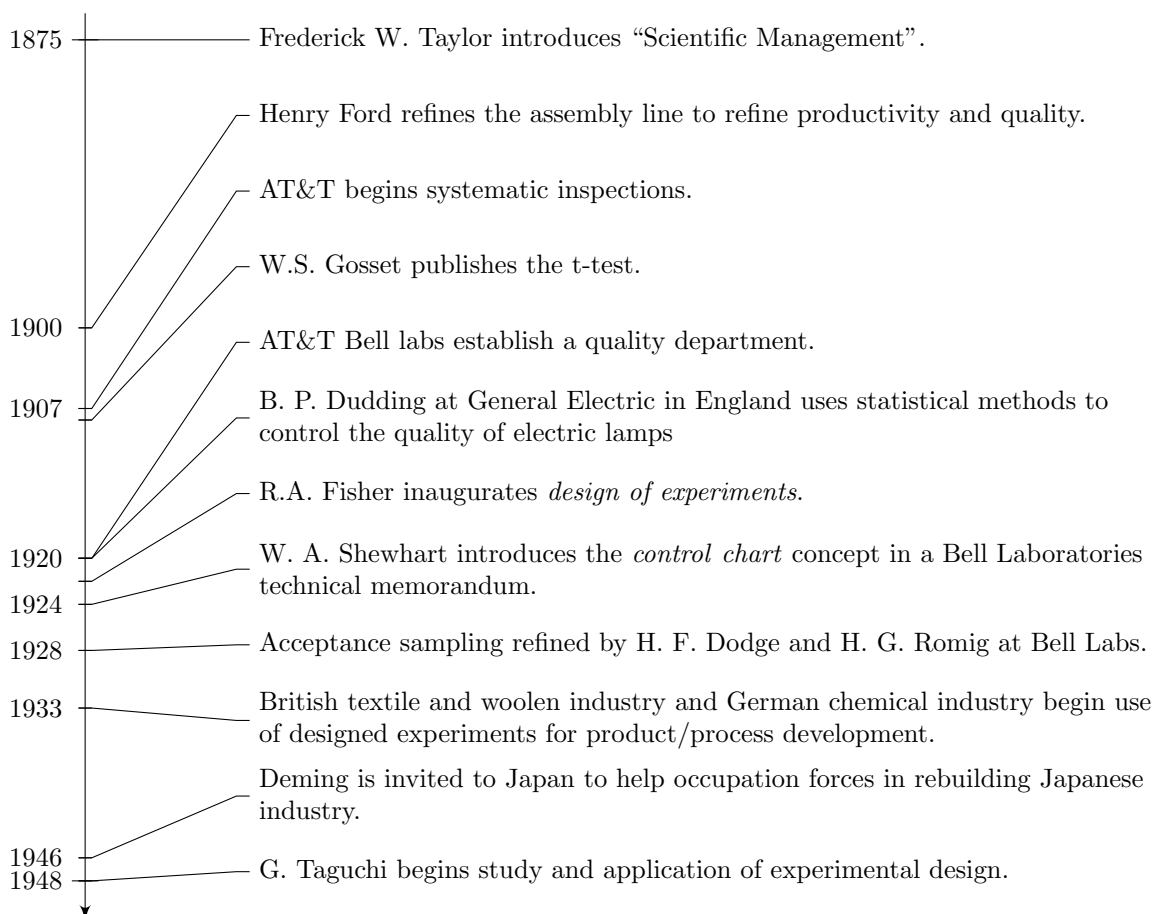 1875 Frederick W. Taylor introduces “Scientific Management”.
Henry Ford refines the assembly line to refine productivity and quality.
AT&T begins systematic inspections.
W.S. Gosset publishes the t-test.
1900
AT&T Bell labs establish a quality department.
1907
B. P. Dudding at General Electric in England uses statistical methods to
control the quality of electric lamps
R.A. Fisher inaugurates design of experiments.
1920
W. A. Shewhart introduces the control chart concept in a Bell Laboratories
technical memorandum.
1924
1928 Acceptance sampling refined by H. F. Dodge and H. G. Romig at Bell Labs.
1933 British textile and woolen industry and German chemical industry begin use
of designed experiments for product/process development.
Deming is invited to Japan to help occupation forces in rebuilding Japanese
industry.
1946
1948 G. Taguchi begins study and application of experimental design.